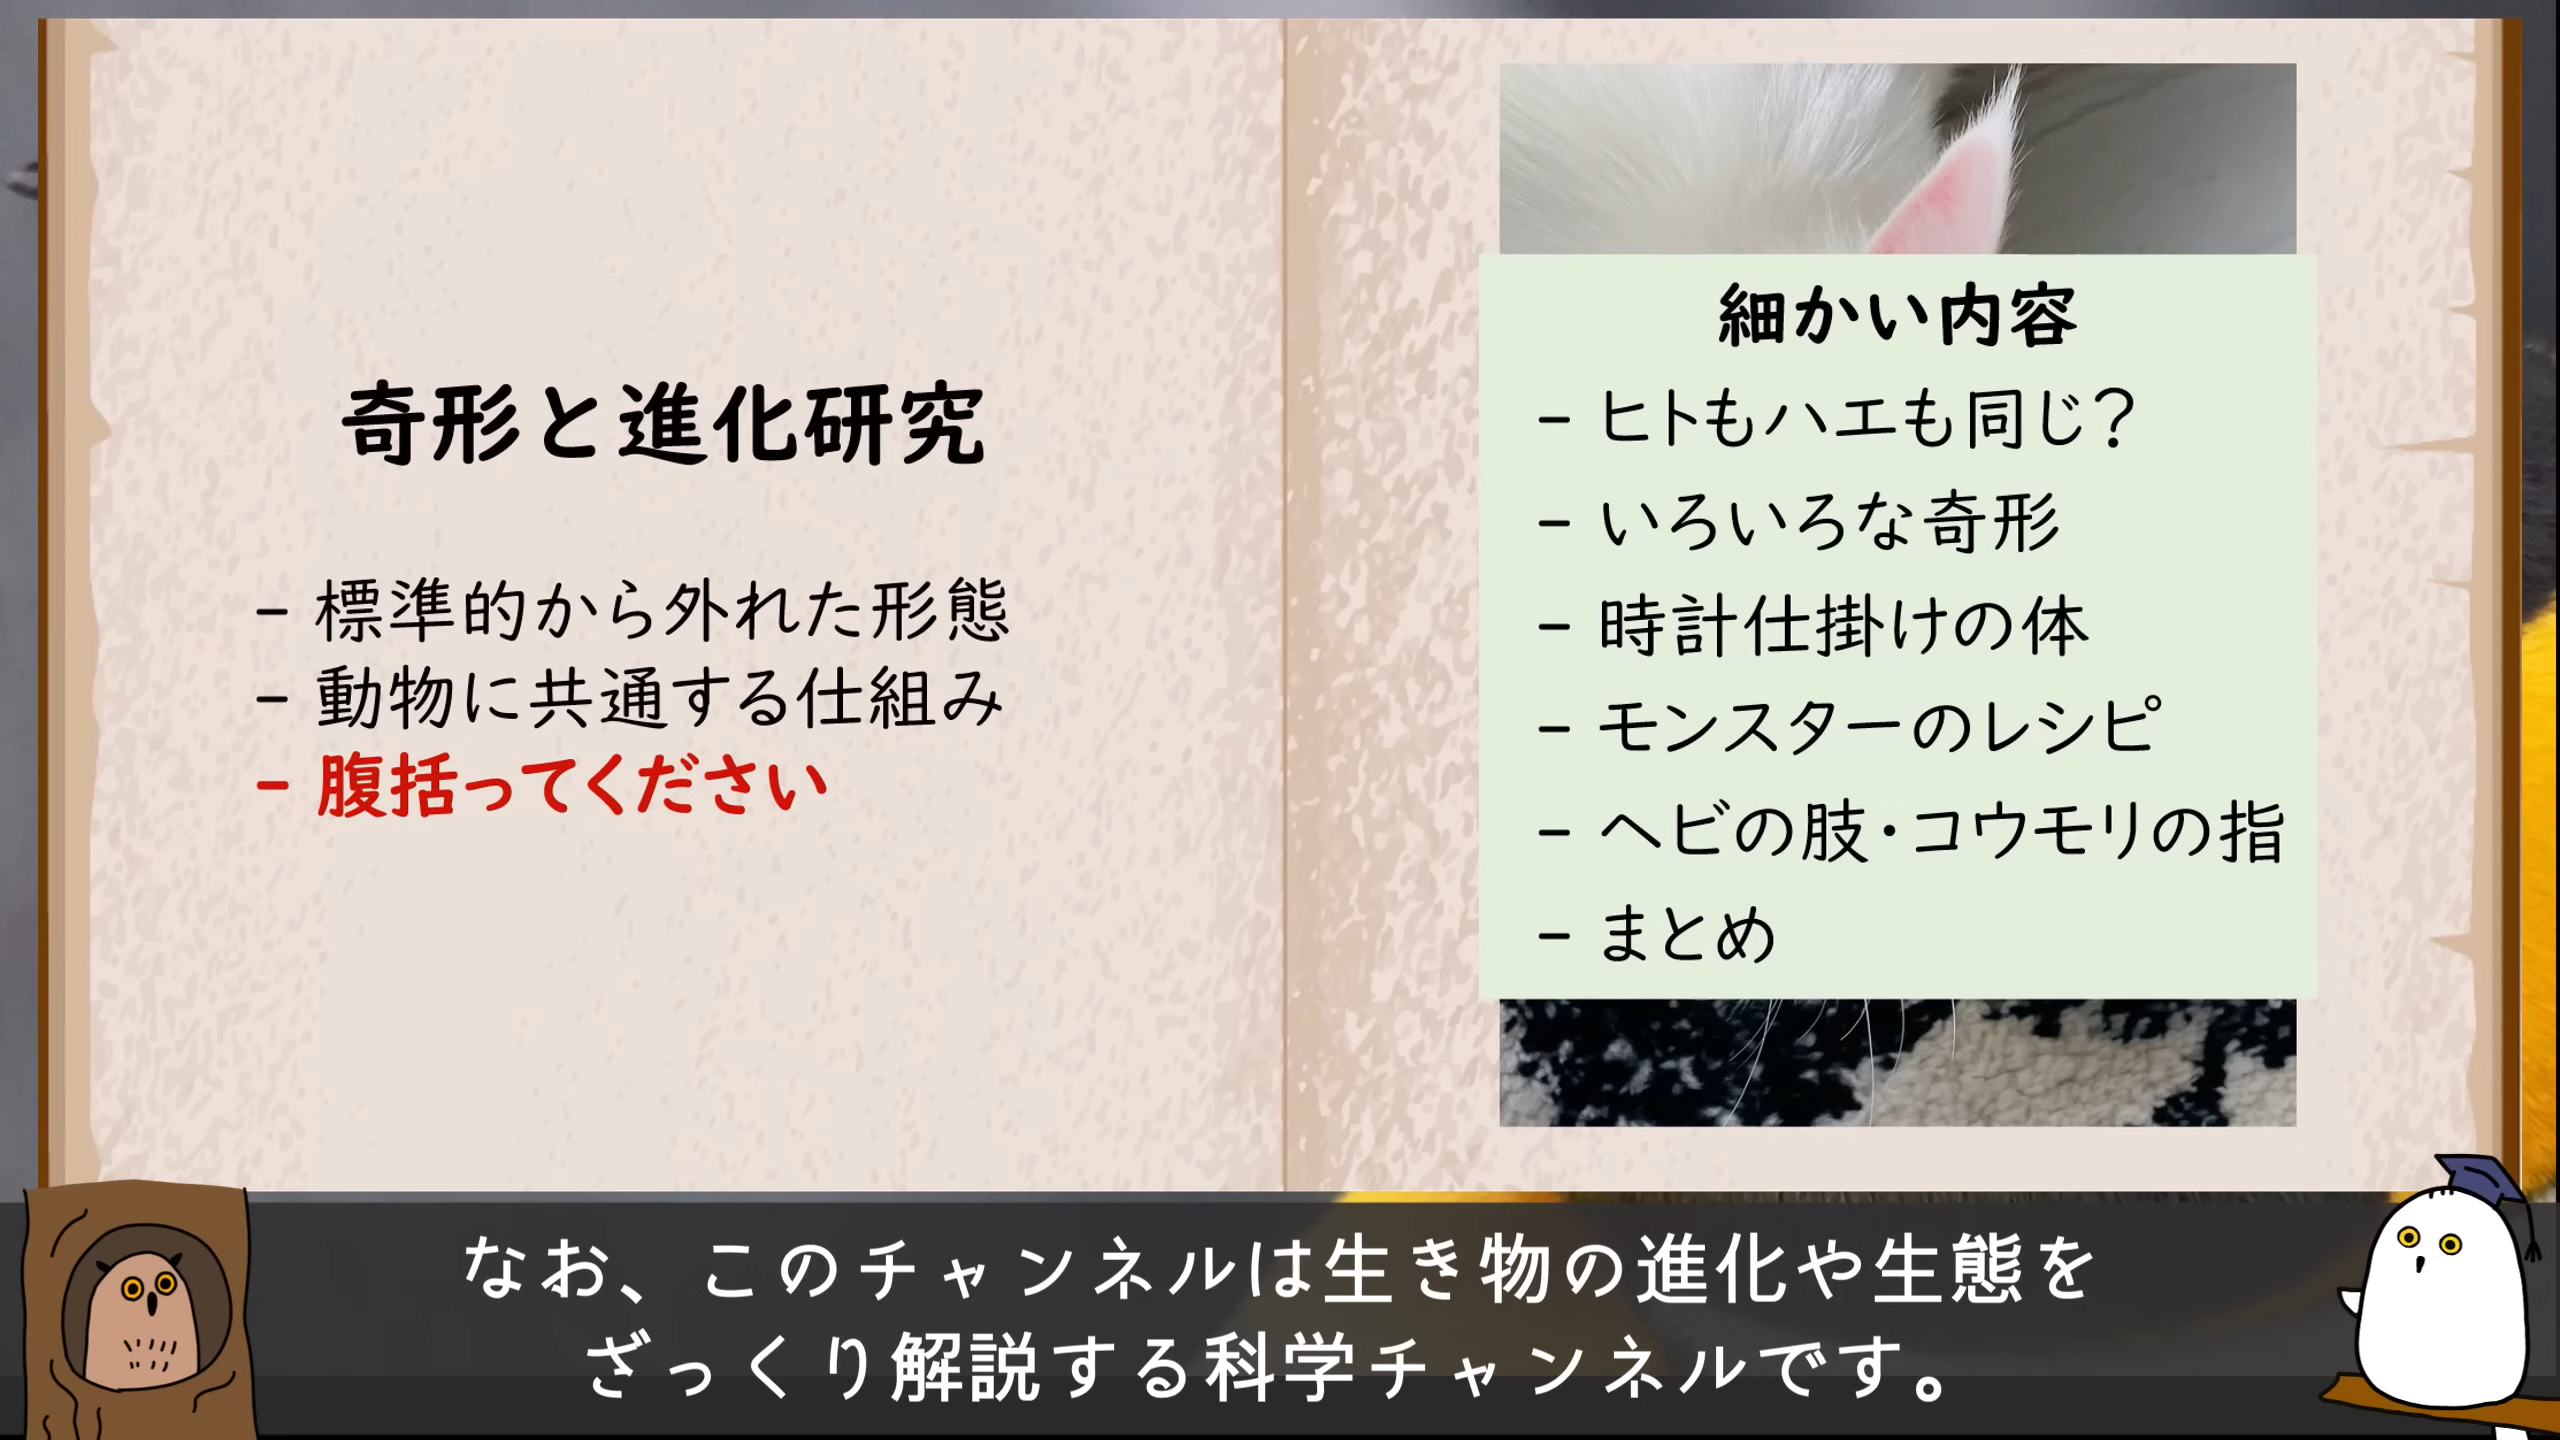 奇形と進化研究
- 標準的から外れた形態
- 動物に共通する仕組み
- 腹括ってください
細かい内容
- ヒトもハエも同じ？
- いろいろな奇形
- 時計仕掛けの体
- モンスターのレシピ
- ヘビの肢・コウモリの指
- まとめ
なお、このチャンネルは生き物の進化や生態を
ざっくり解説する科学チャンネルです。